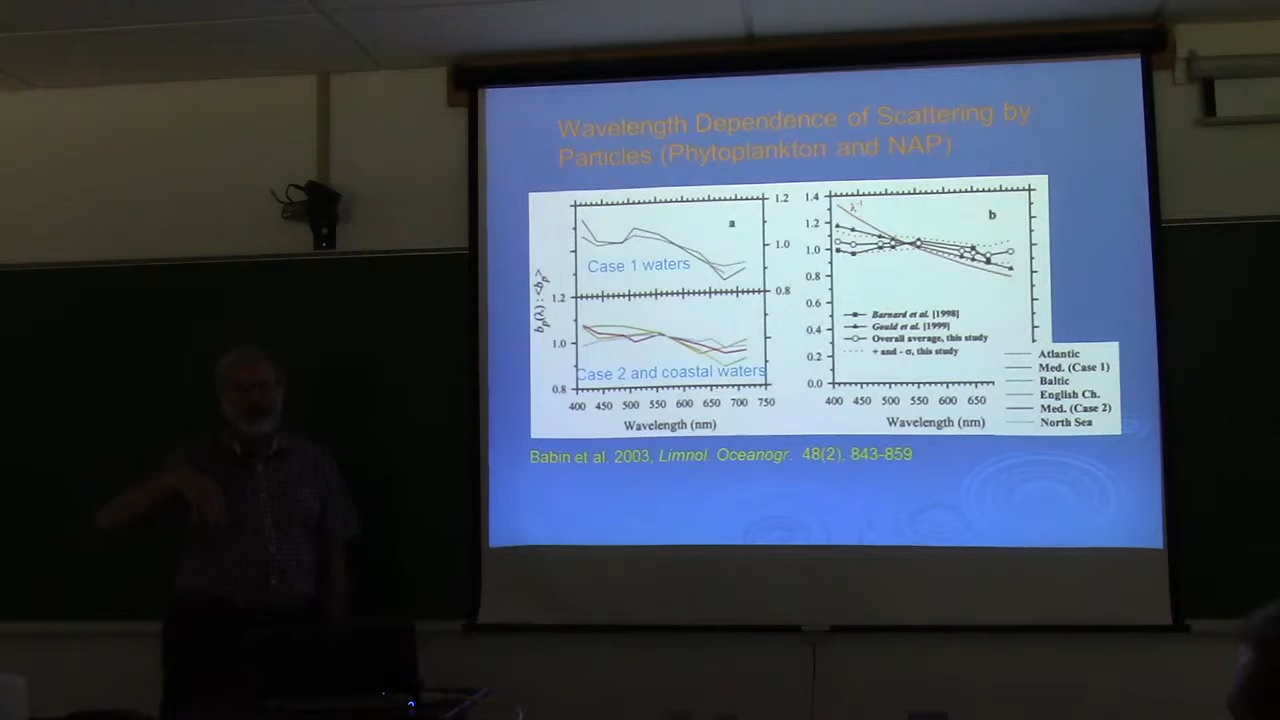 Wavelength Dependence of Scattering by
Particles (Phytoplankton and NAP)
bp(λ) : <bp>
a
1.2
1.0
0.8
Case 1 waters
1.2
1.0
0.8
Case 2 and coastal waters
400 450 500 550 600 650 700 750
Wavelength (nm)
b
λ-1
1.4
1.2
1.0
0.8
0.6
0.4
0.2
0.0
Barnard et al. [1998]
Gould et al. [1999]
Overall average, this study
+ and - σ, this study
400 450 500 550 600 650
Wavelength (nm)
Atlantic
Med. (Case 1)
Baltic
English Ch.
Med. (Case 2)
North Sea
Babin et al. 2003, Limnol. Oceanogr. 48(2), 843-859